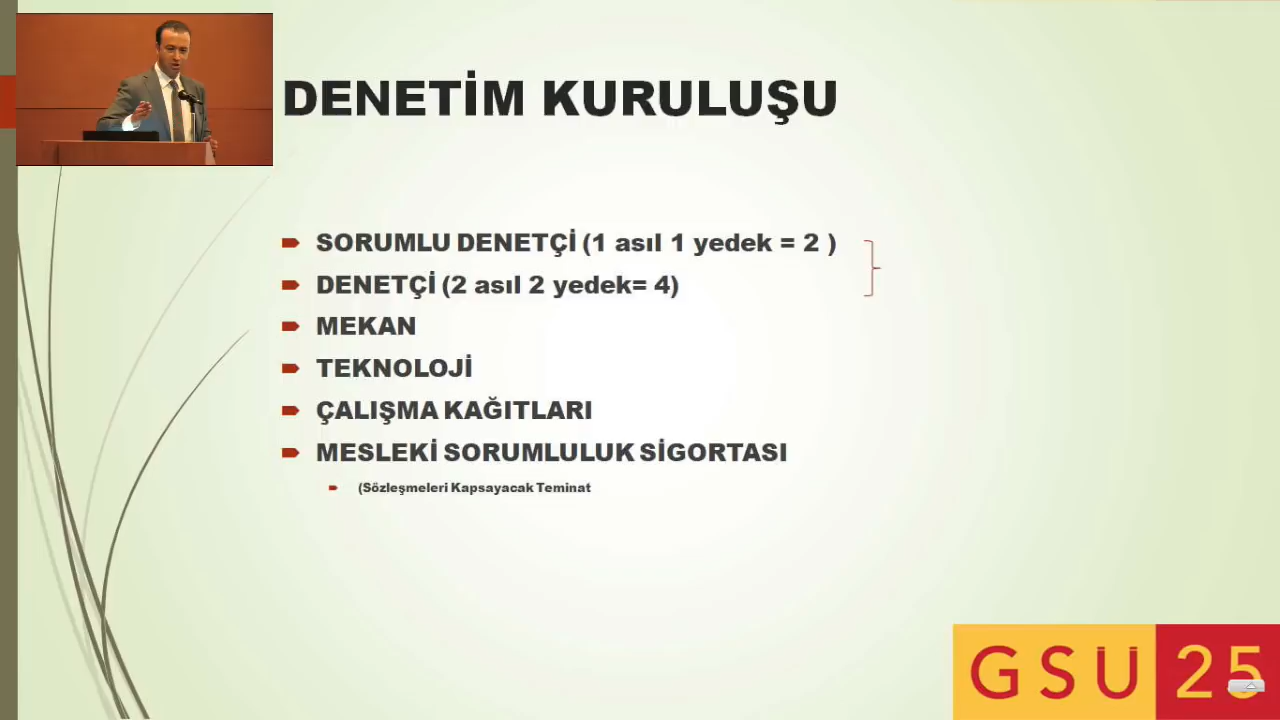 DENETİM KURULUŞU
SORUMLU DENETÇİ (1 asıl 1 yedek = 2 )
DENETÇİ (2 asıl 2 yedek= 4)
MEKAN
TEKNOLOJİ
ÇALIŞMA KAĞITLARI
MESLEKİ SORUMLULUK SİGORTASI
(Sözleşmeleri Kapsayacak Teminat
GSÜ 25